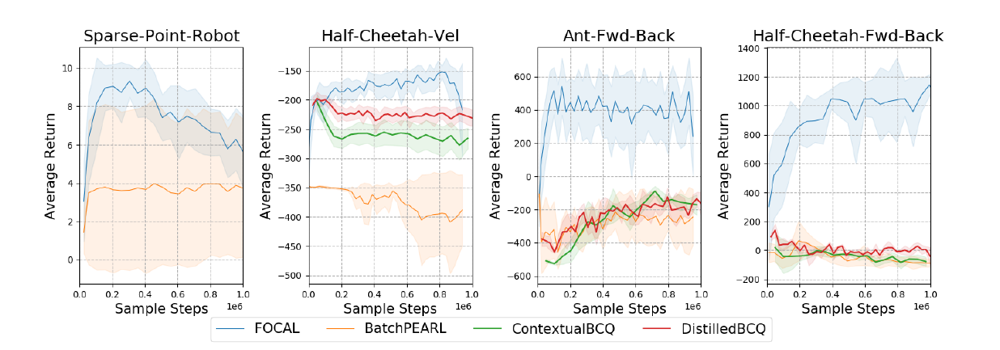 Sparse-Point-Robot
Half-Cheetah-Vel
Ant-Fwd-Back
Half-Cheetah-Fwd-Back
Average Return
10
8
6
4
2
0
0.0 0.2 0.4 0.6 0.8 1.0
1e6
Sample Steps
Average Return
−150
−200
−250
−300
−350
−400
−450
−500
0.0 0.2 0.4 0.6 0.8 1.0
1e6
Sample Steps
Average Return
600
400
200
0
−200
−400
−600
0.0 0.2 0.4 0.6 0.8 1.0
1e6
Sample Steps
Average Return
1400
1200
1000
800
600
400
200
0
−200
0.0 0.2 0.4 0.6 0.8 1.0
1e6
Sample Steps
FOCAL BatchPEARL ContextualBCQ DistilledBCQ